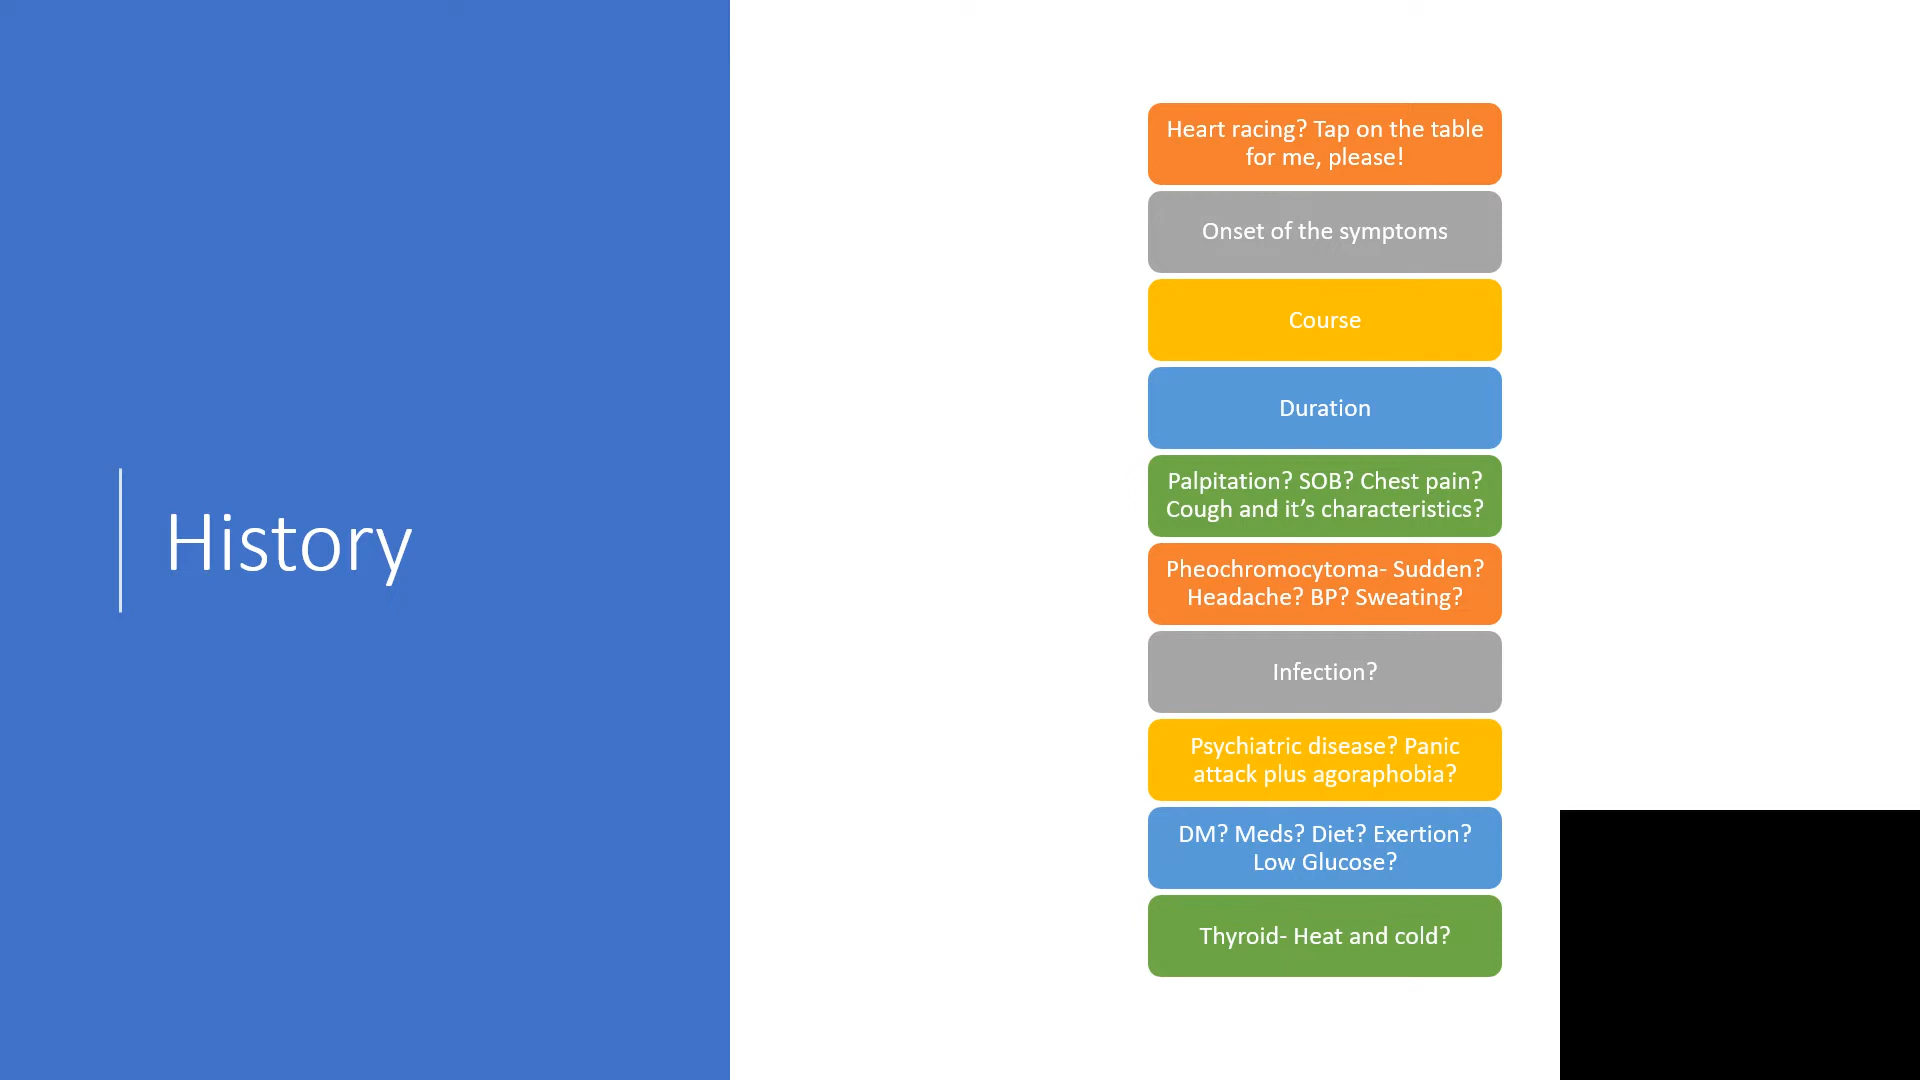 History
Heart racing? Tap on the table
for me, please!
Onset of the symptoms
Course
Duration
Palpitation? SOB? Chest pain?
Cough and it’s characteristics?
Pheochromocytoma- Sudden?
Headache? BP? Sweating?
Infection?
Psychiatric disease? Panic
attack plus agoraphobia?
DM? Meds? Diet? Exertion?
Low Glucose?
Thyroid- Heat and cold?